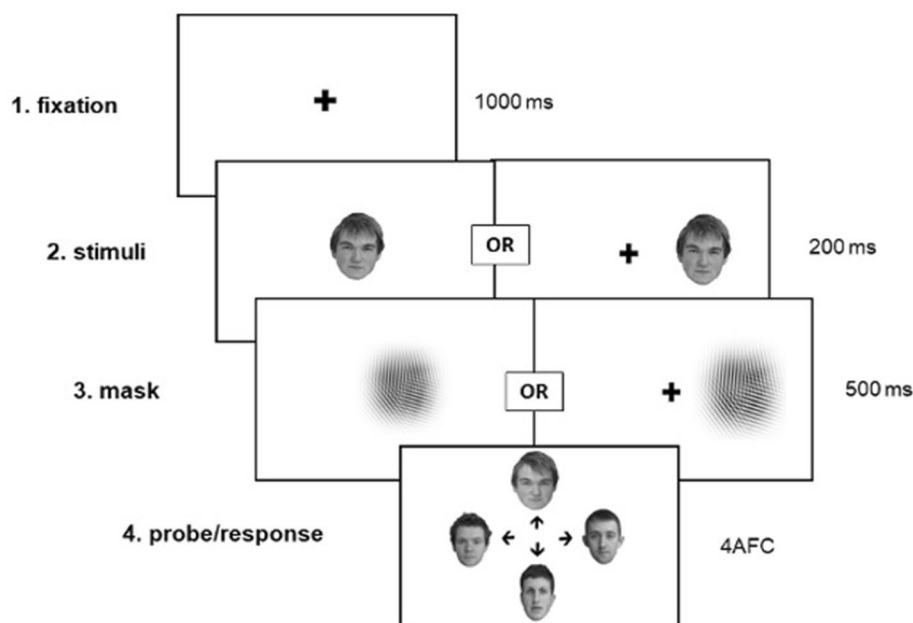 1. fixation
1000 ms
2. stimuli
OR
200 ms
3. mask
OR
500 ms
4. probe/response
4AFC